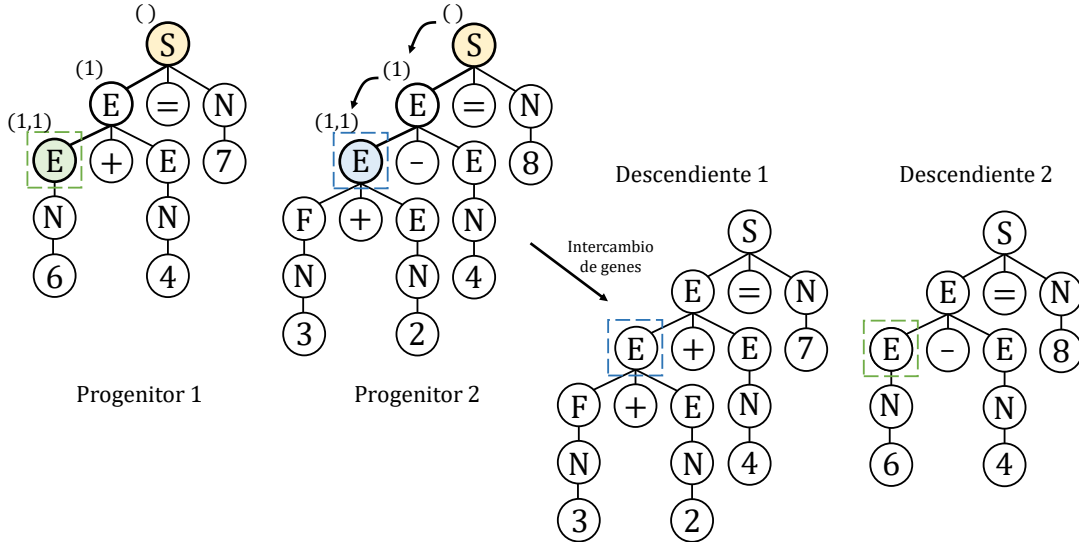 ( )
S
(1)
E = N
(1,1)
E + E 7
N N
6 4
Progenitor 1
( )
S
(1)
E = N
(1,1)
E - E 8
F + E N
N N 4
3 2
Progenitor 2
Intercambio
de genes
Descendiente 1
S
E = N
E + E 7
F + E N
N N 4
3 2
Descendiente 2
S
E = N
E - E 8
N N
6 4